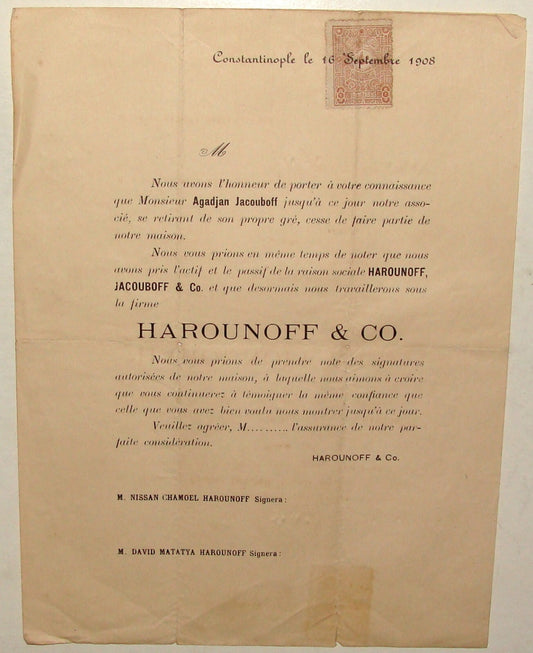 Constantinople le 16 Septembre 1908
M
Nous avons l'honneur de porter à votre connaissance
que Monsieur Agadjan Jacouboff jusqu'à ce jour notre asso-
cié, se retirant de son propre gré, cesse de faire partie de
notre maison.
Nous vous prions en même temps de noter que nous
avons pris l'actif et le passif de la raison sociale HAROUNOFF,
JACOUBOFF & Co. et que desormais nous travaillerons sous
la firme
HAROUNOFF & CO.
Nous vous prions de prendre note des signatures
autorisées de notre maison, à laquelle nous aimons à croire
que vous continuerez à témoigner la même confiance que
celle que vous avez bien voulu nous montrer jusqu'à ce jour.
Veuillez agréer, M......... l'assurance de notre par-
faite considération.
HAROUNOFF & Co.
M. NISSAN CHAMOEL HAROUNOFF Signera:
M. DAVID MATATYA HAROUNOFF Signera: